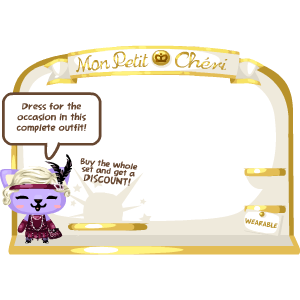 Mon Petit Chéri
Dress for the
occasion in this
complete outfit!
Buy the whole
set and get a
DISCOUNT!
WEARABLE